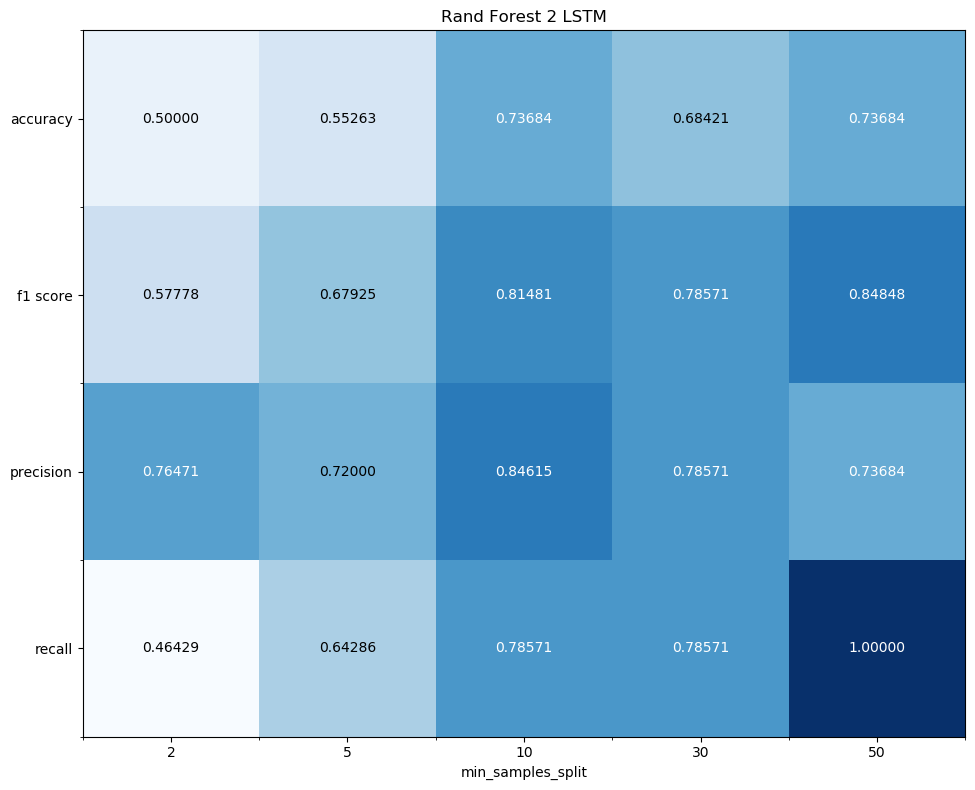 Rand Forest 2 LSTM
accuracy 0.50000 0.55263 0.73684 0.68421 0.73684
f1 score 0.57778 0.67925 0.81481 0.78571 0.84848
precision 0.76471 0.72000 0.84615 0.78571 0.73684
recall 0.46429 0.64286 0.78571 0.78571 1.00000
2 5 10 30 50
min_samples_split